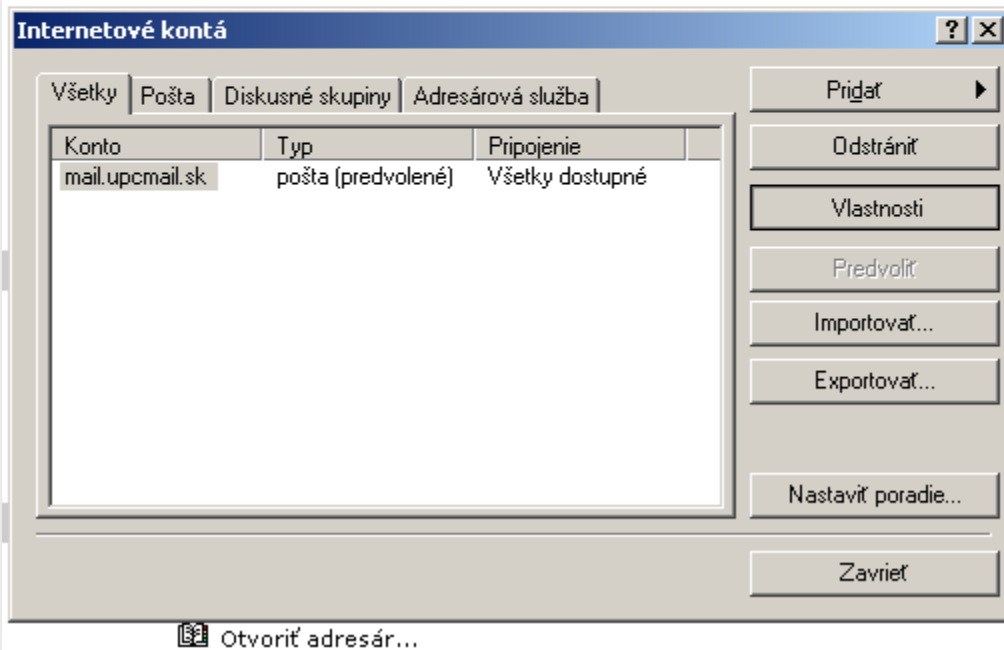 Internetové kontá
Všetky Pošta Diskusné skupiny Adresárová služba
Konto Typ Pripojenie
mail.upcmail.sk pošta (predvolené) Všetky dostupné
Pridať
Odstrániť
Vlastnosti
Predvoliť
Importovať...
Exportovať...
Nastaviť poradie...
Zavrieť
Otvoriť adresár...